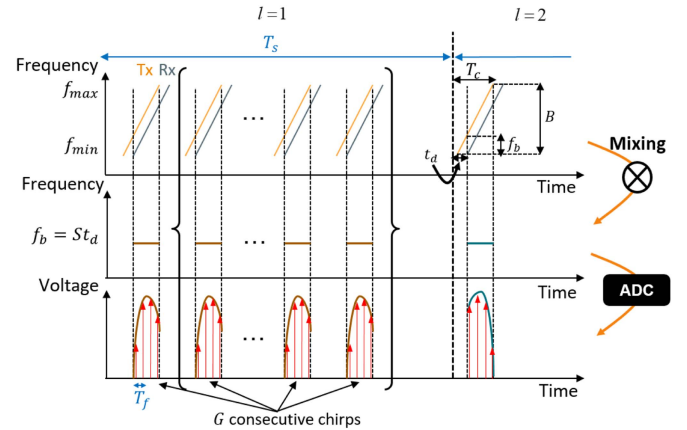 l = 1
l = 2
T_s
Frequency
Tx Rx
T_c
f_max
...
B
f_min
t_d
f_b
Mixing
Time
Frequency
f_b = St_d
...
Time
Voltage
ADC
...
T_f
Time
G consecutive chirps